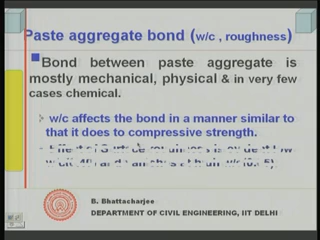 Paste aggregate bond (w/c , roughness)
Bond between paste aggregate is
mostly mechanical, physical & in very few
cases chemical.
w/c affects the bond in a manner similar to
that it does to compressive strength.
B. Bhattacharjee
DEPARTMENT OF CIVIL ENGINEERING, IIT DELHI